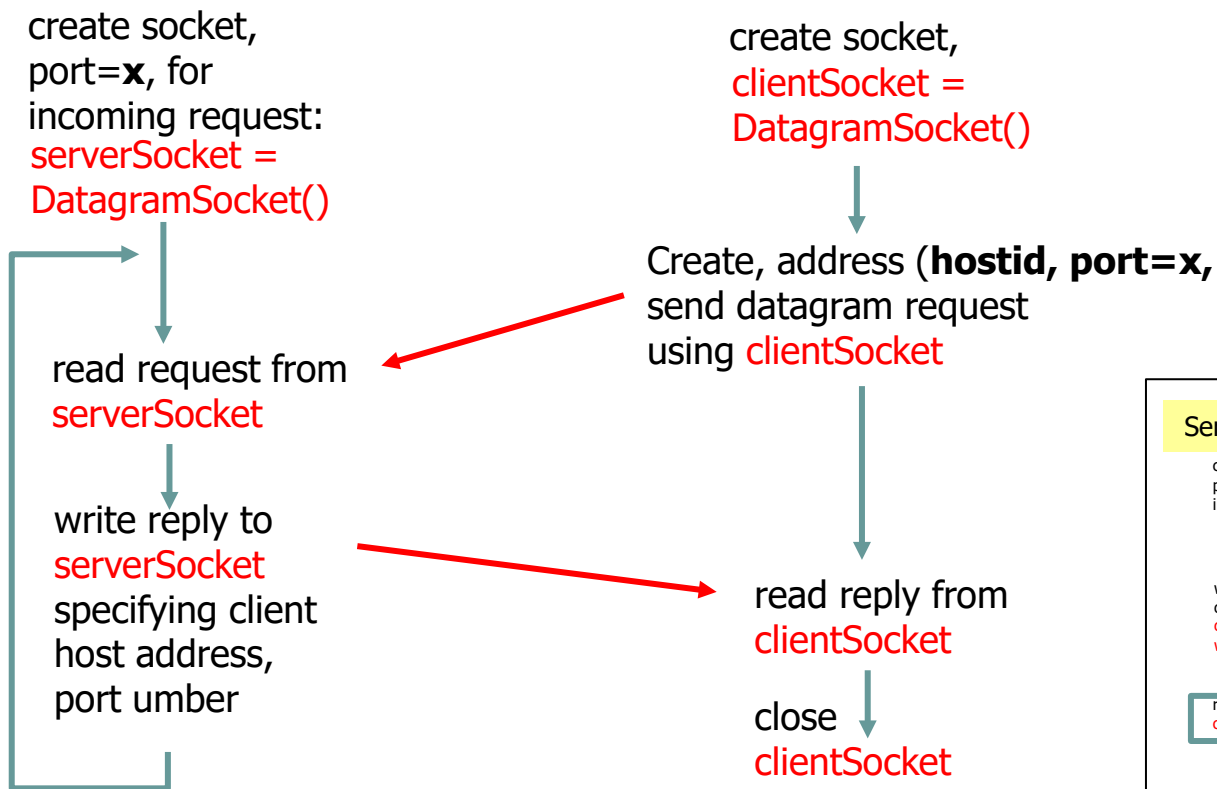 create socket,
port=x, for
incoming request:
serverSocket =
DatagramSocket()
read request from
serverSocket
write reply to
serverSocket
specifying client
host address,
port umber
create socket,
clientSocket =
DatagramSocket()
Create, address (hostid, port=x,
send datagram request
using clientSocket
read reply from
clientSocket
close
clientSocket